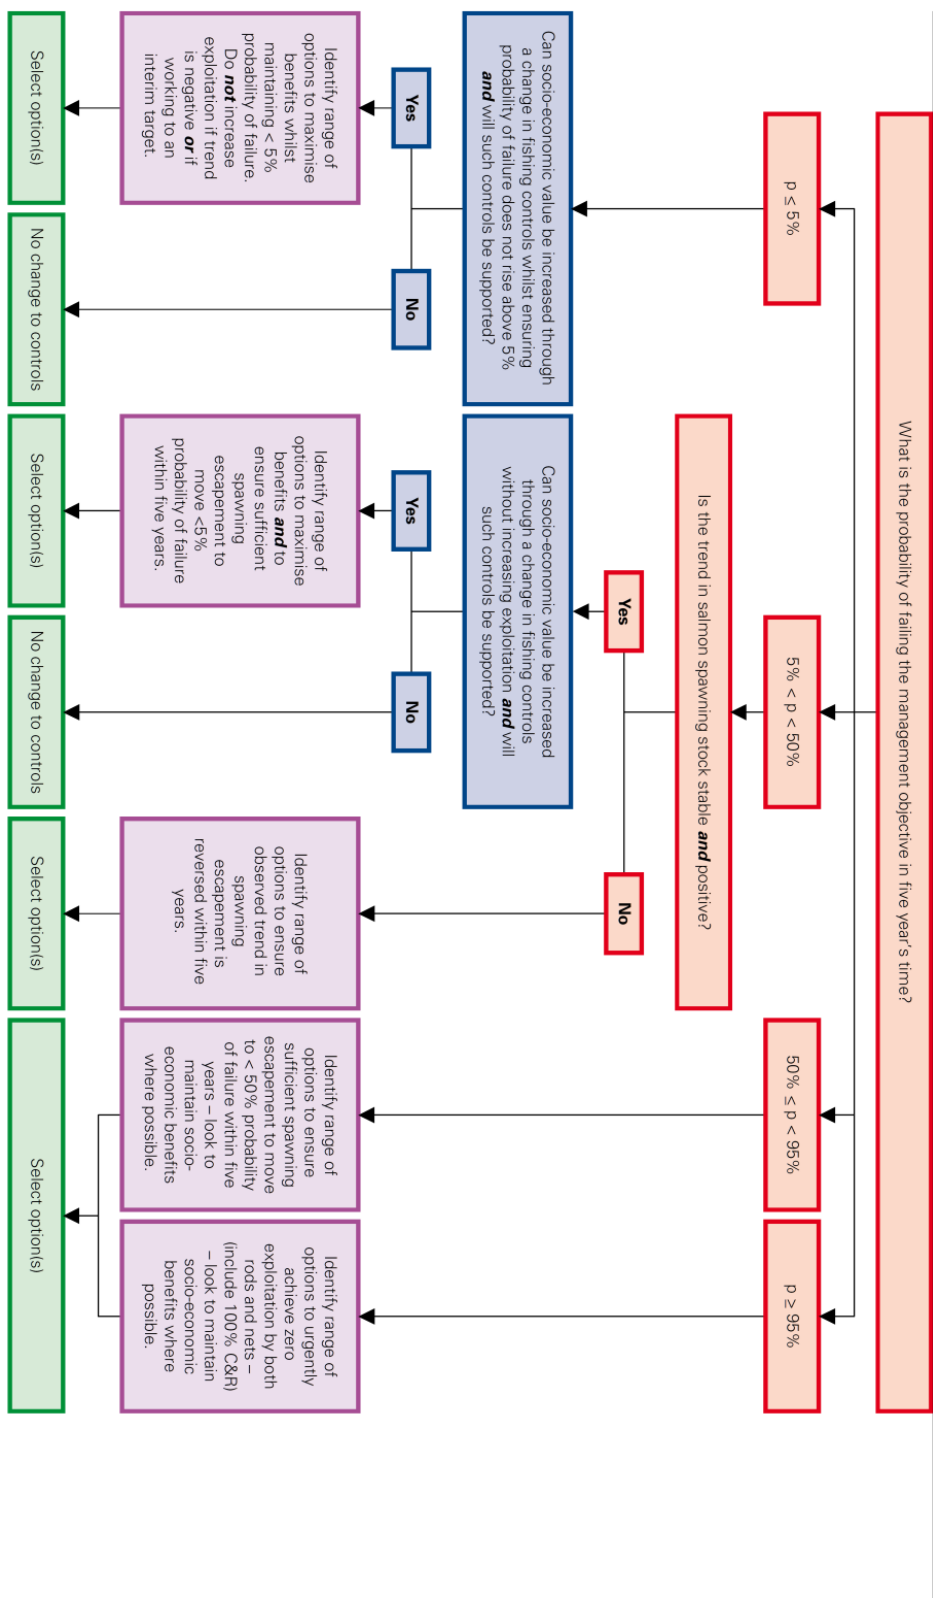 What is the probability of failing the management objective in five year's time?
p ≤ 5%
5% < p < 50%
50% ≤ p < 95%
p ≥ 95%
Is the trend in salmon spawning stock stable and positive?
Yes
No
Can socio-economic value be increased through
a change in fishing controls whilst ensuring
probability of failure does not rise above 5%
and will such controls be supported?
Can socio-economic value be increased
through a change in fishing controls
without increasing exploitation and will
such controls be supported?
Yes
No
Yes
No
Identify range of
options to maximise
benefits whilst
maintaining < 5%
probability of failure.
Do not increase
exploitation if trend
is negative or if
working to an
interim target.
Identify range of
options to maximise
benefits and to
ensure sufficient
spawning
escapement to
move <5%
probability of failure
within five years.
Identify range of
options to ensure
observed trend in
spawning
escapement is
reversed within five
years.
Identify range of
options to ensure
sufficient spawning
escapement to move
to < 50% probability
of failure within five
years – look to
maintain socio-
economic benefits
where possible.
Identify range of
options to urgently
achieve zero
exploitation by both
rods and nets –
(include 100% C&R)
– look to maintain
socio-economic
benefits where
possible.
Select option(s)
No change to controls
Select option(s)
No change to controls
Select option(s)
Select option(s)